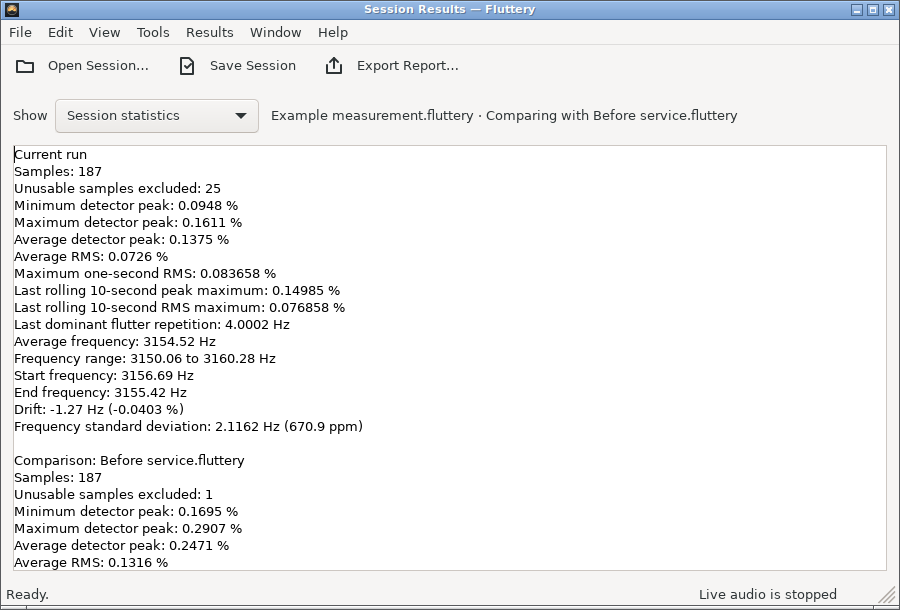 Session Results — Fluttery
File Edit View Tools Results Window Help
Open Session... Save Session Export Report...
Show Session statistics Example measurement.fluttery · Comparing with Before service.fluttery
Current run
Samples: 187
Unusable samples excluded: 25
Minimum detector peak: 0.0948 %
Maximum detector peak: 0.1611 %
Average detector peak: 0.1375 %
Average RMS: 0.0726 %
Maximum one-second RMS: 0.083658 %
Last rolling 10-second peak maximum: 0.14985 %
Last rolling 10-second RMS maximum: 0.076858 %
Last dominant flutter repetition: 4.0002 Hz
Average frequency: 3154.52 Hz
Frequency range: 3150.06 to 3160.28 Hz
Start frequency: 3156.69 Hz
End frequency: 3155.42 Hz
Drift: -1.27 Hz (-0.0403 %)
Frequency standard deviation: 2.1162 Hz (670.9 ppm)
Comparison: Before service.fluttery
Samples: 187
Unusable samples excluded: 1
Minimum detector peak: 0.1695 %
Maximum detector peak: 0.2907 %
Average detector peak: 0.2471 %
Average RMS: 0.1316 %
Ready. Live audio is stopped